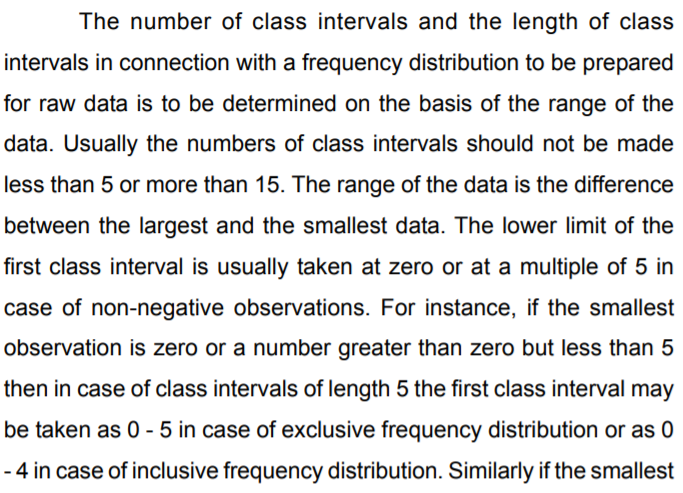 The number of class intervals and the length of class
intervals in connection with a frequency distribution to be prepared
for raw data is to be determined on the basis of the range of the
data. Usually the numbers of class intervals should not be made
less than 5 or more than 15. The range of the data is the difference
between the largest and the smallest data. The lower limit of the
first class interval is usually taken at zero or at a multiple of 5 in
case of non-negative observations. For instance, if the smallest
observation is zero or a number greater than zero but less than 5
then in case of class intervals of length 5 the first class interval may
be taken as 0 - 5 in case of exclusive frequency distribution or as 0
- 4 in case of inclusive frequency distribution. Similarly if the smallest